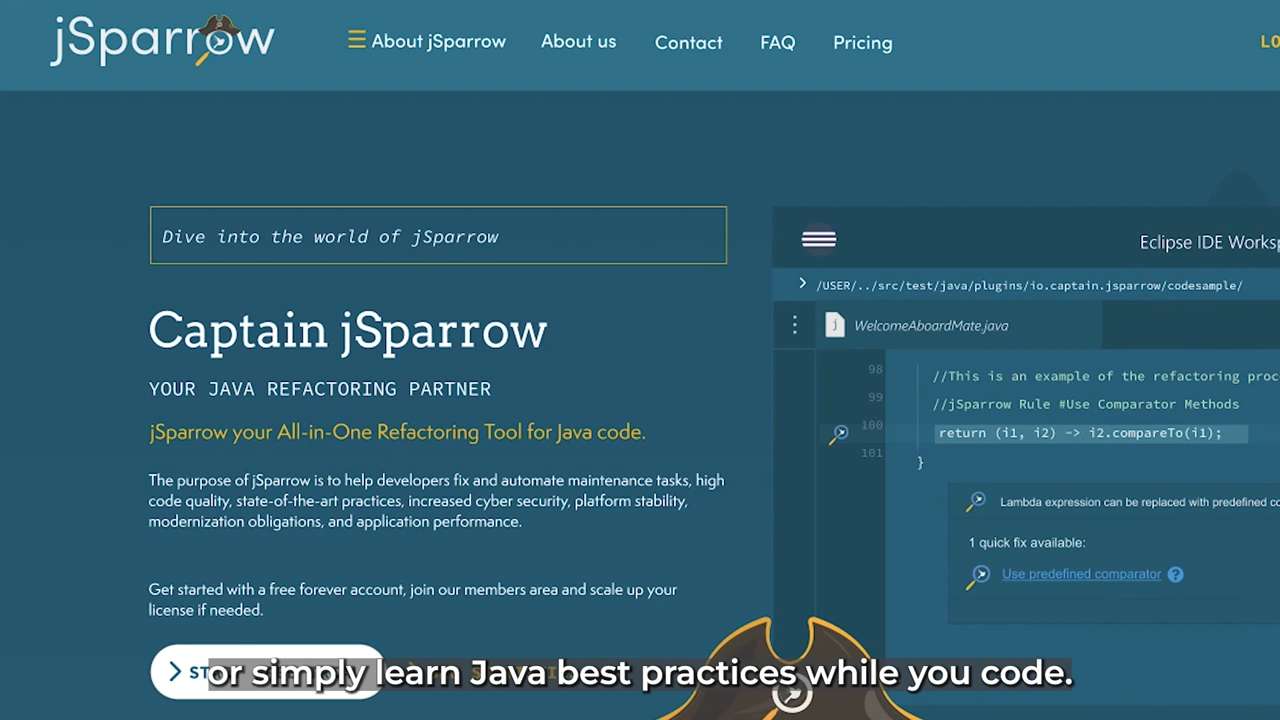 jSparrow
About jSparrow
About us
Contact
FAQ
Pricing
LO
Dive into the world of jSparrow
Captain jSparrow
YOUR JAVA REFACTORING PARTNER
jSparrow your All-in-One Refactoring Tool for Java code.
The purpose of jSparrow is to help developers fix and automate maintenance tasks, high
code quality, state-of-the-art practices, increased cyber security, platform stability,
modernization obligations, and application performance.
Get started with a free forever account, join our members area and scale up your
license if needed.
Eclipse IDE Worksp
/USER/../src/test/java/plugins/io.captain.jsparrow/codesample/
j
WelcomeAboardMate.java
98
//This is an example of the refactoring proc
99
//jSparrow Rule #Use Comparator Methods
100
return (i1, i2) -> i2.compareTo(i1);
101
}
Lambda expression can be replaced with predefined co
1 quick fix available:
Use predefined comparator ?
or simply learn Java best practices while you code.